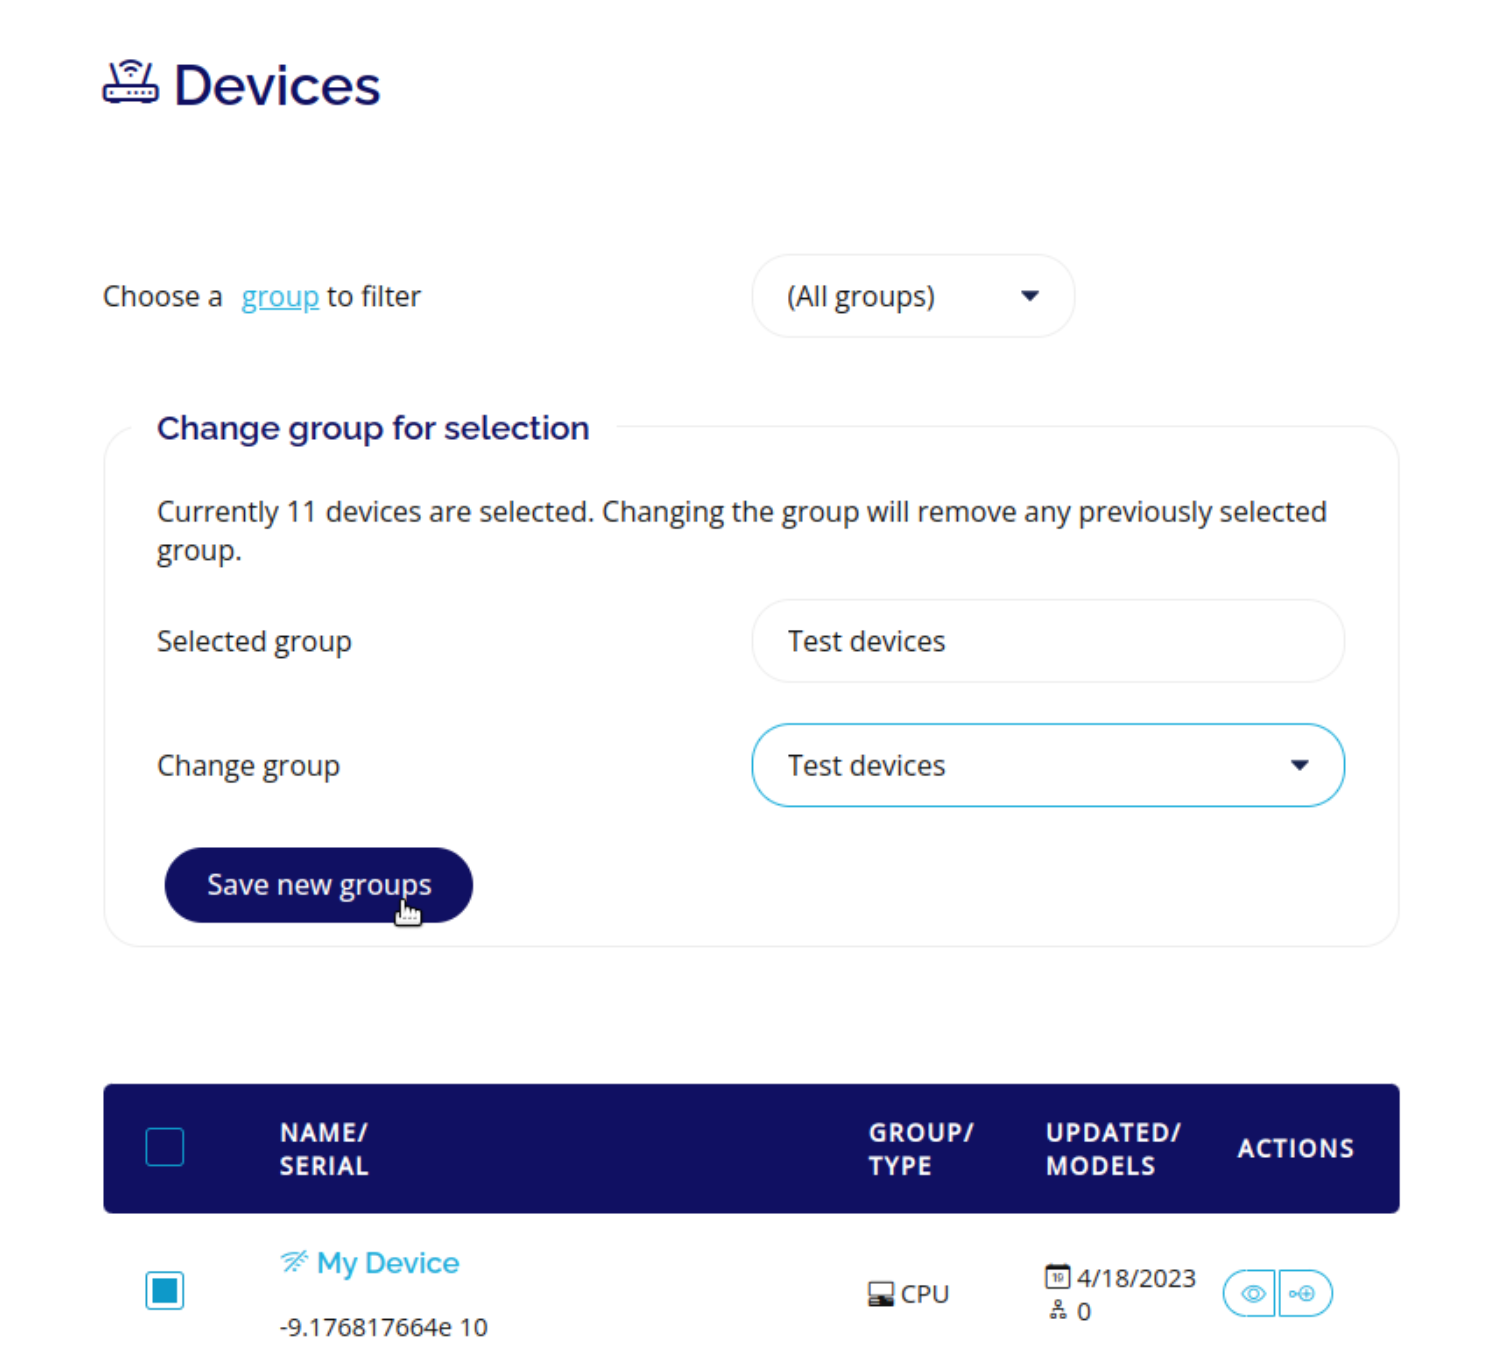 Devices
Choose a group to filter
(All groups)
Change group for selection
Currently 11 devices are selected. Changing the group will remove any previously selected
group.
Selected group
Test devices
Change group
Test devices
Save new groups
NAME/
SERIAL
GROUP/
TYPE
UPDATED/
MODELS
ACTIONS
My Device
-9.176817664e 10
CPU
19
4/18/2023
0